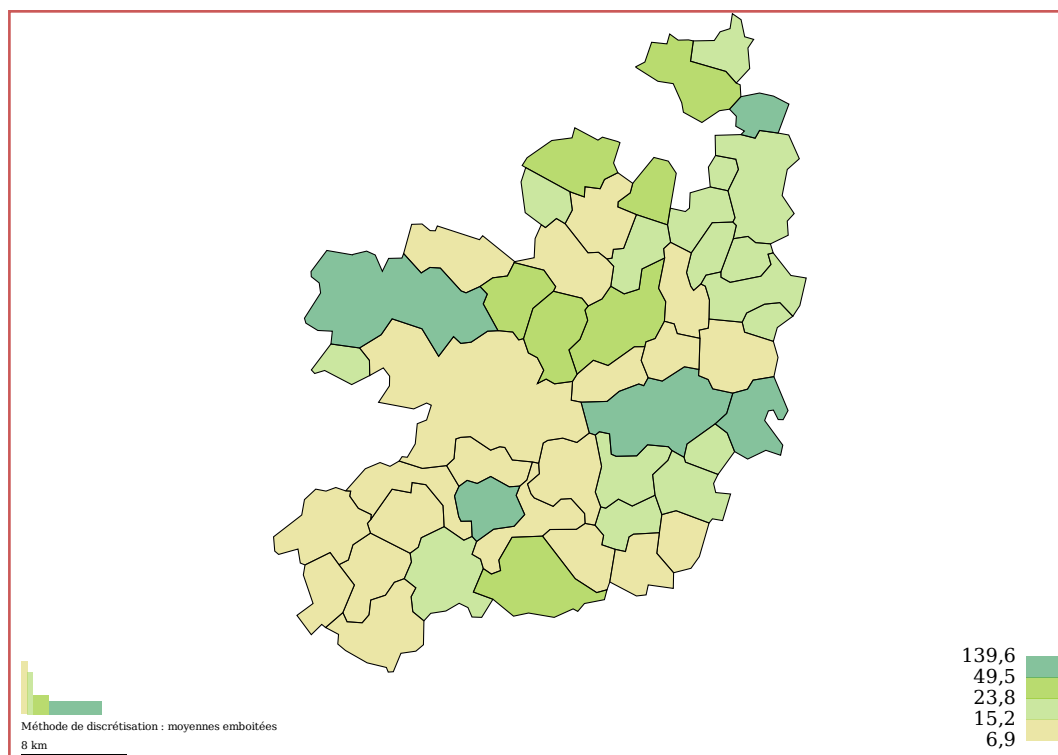 139,6
49,5
23,8
15,2
6,9
Méthode de discrétisation : moyennes emboitées
8 km